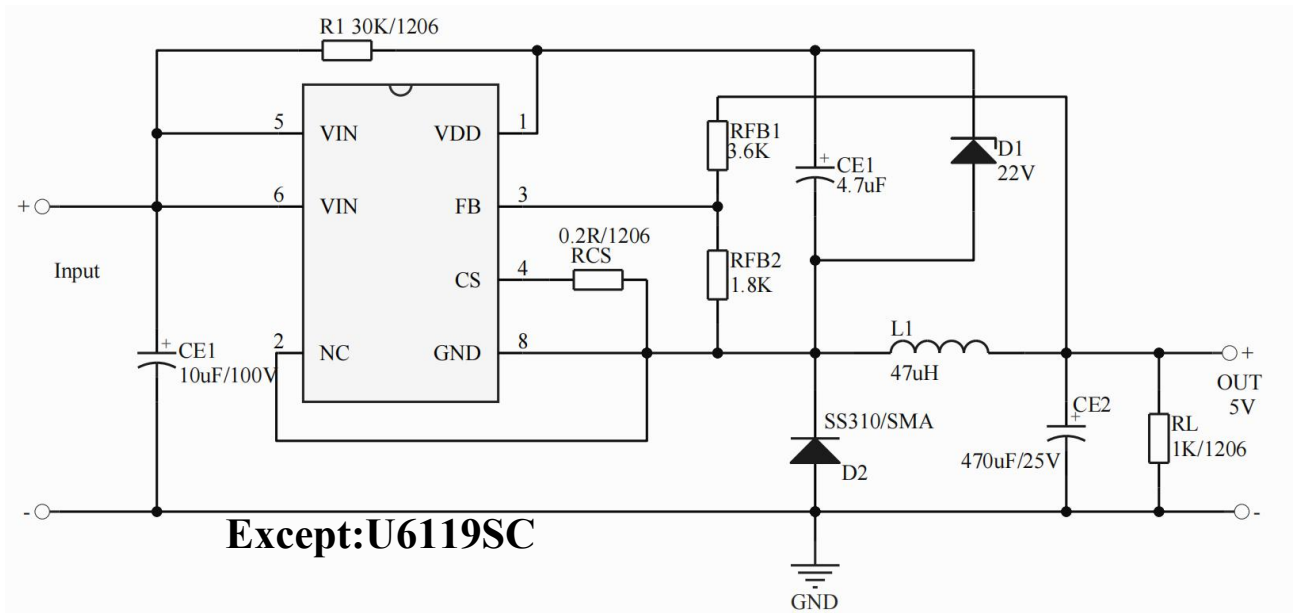 R1 30K/1206
5
VIN
VDD
1
RFB1
3.6K
+
CE1
4.7uF
D1
22V
+
6
VIN
FB
3
Input
0.2R/1206
RCS
CS
4
RFB2
1.8K
2
NC
GND
8
+
CE1
10uF/100V
L1
47uH
+
OUT
5V
SS310/SMA
D2
CE2
+
470uF/25V
RL
1K/1206
-
-
Except:U6119SC
GND